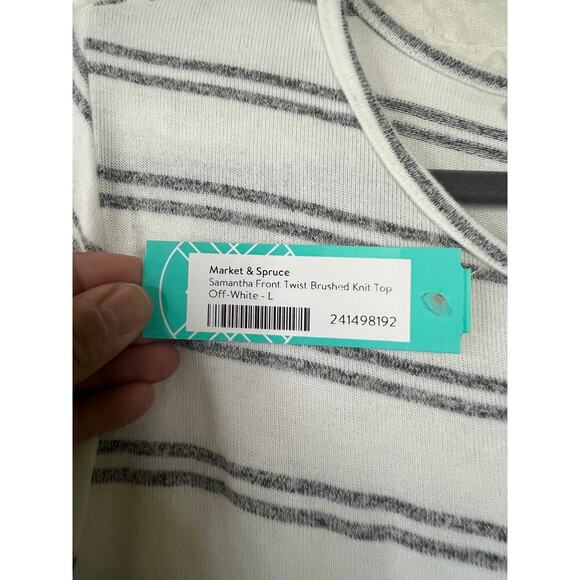 Market & Spruce
Samantha Front Twist Brushed Knit Top
Off-White - L
241498192